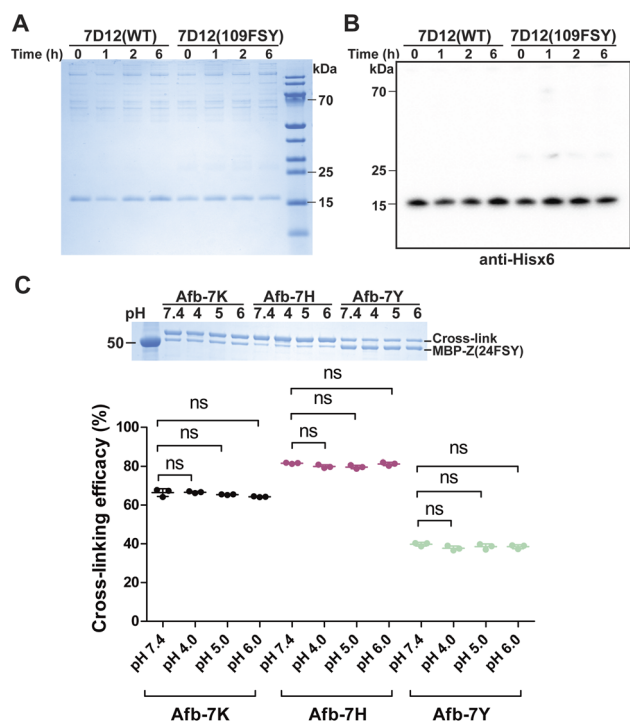 A
7D12(WT) 7D12(109FSY)
Time (h) 0 1 2 6 0 1 2 6
kDa
70
25
15
B
7D12(WT) 7D12(109FSY)
Time (h) 0 1 2 6 0 1 2 6
kDa
70
25
15
anti-Hisx6
C
Afb-7K Afb-7H Afb-7Y
pH 7.4 4 5 6 7.4 4 5 6 7.4 4 5 6
50
Cross-link
MBP-Z(24FSY)
Cross-linking efficacy (%)
100
80
60
40
20
0
ns
ns
ns
ns
ns
ns
ns
ns
ns
pH 7.4 pH 4.0 pH 5.0 pH 6.0 pH 7.4 pH 4.0 pH 5.0 pH 6.0 pH 7.4 pH 4.0 pH 5.0 pH 6.0
Afb-7K Afb-7H Afb-7Y